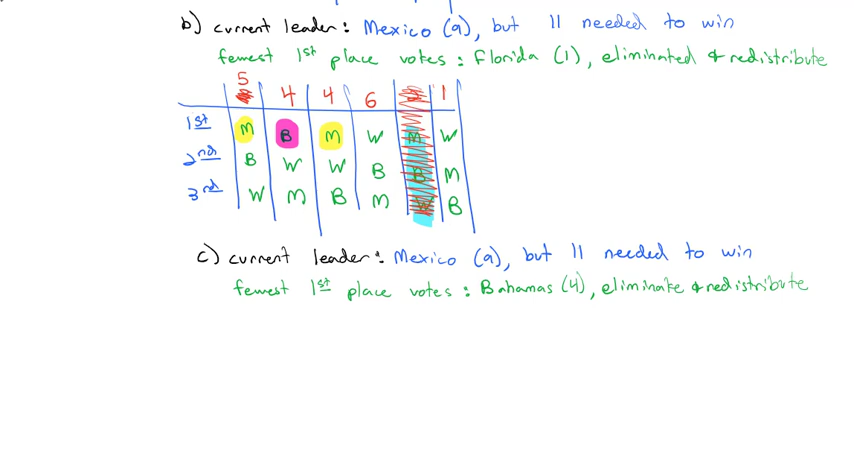 b) current leader: Mexico (9), but 11 needed to win
fewest 1st place votes: Florida (1), eliminated & redistribute
5
4 4 6 1
1st M B M W M W
2nd B W W B B M
3rd W M B M W B
c) current leader: Mexico (9), but 11 needed to win
fewest 1st place votes: Bahamas (4), eliminate & redistribute